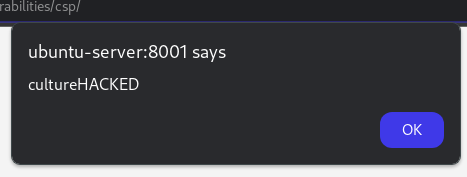 rabilities/csp/
ubuntu-server:8001 says
cultureHACKED
OK